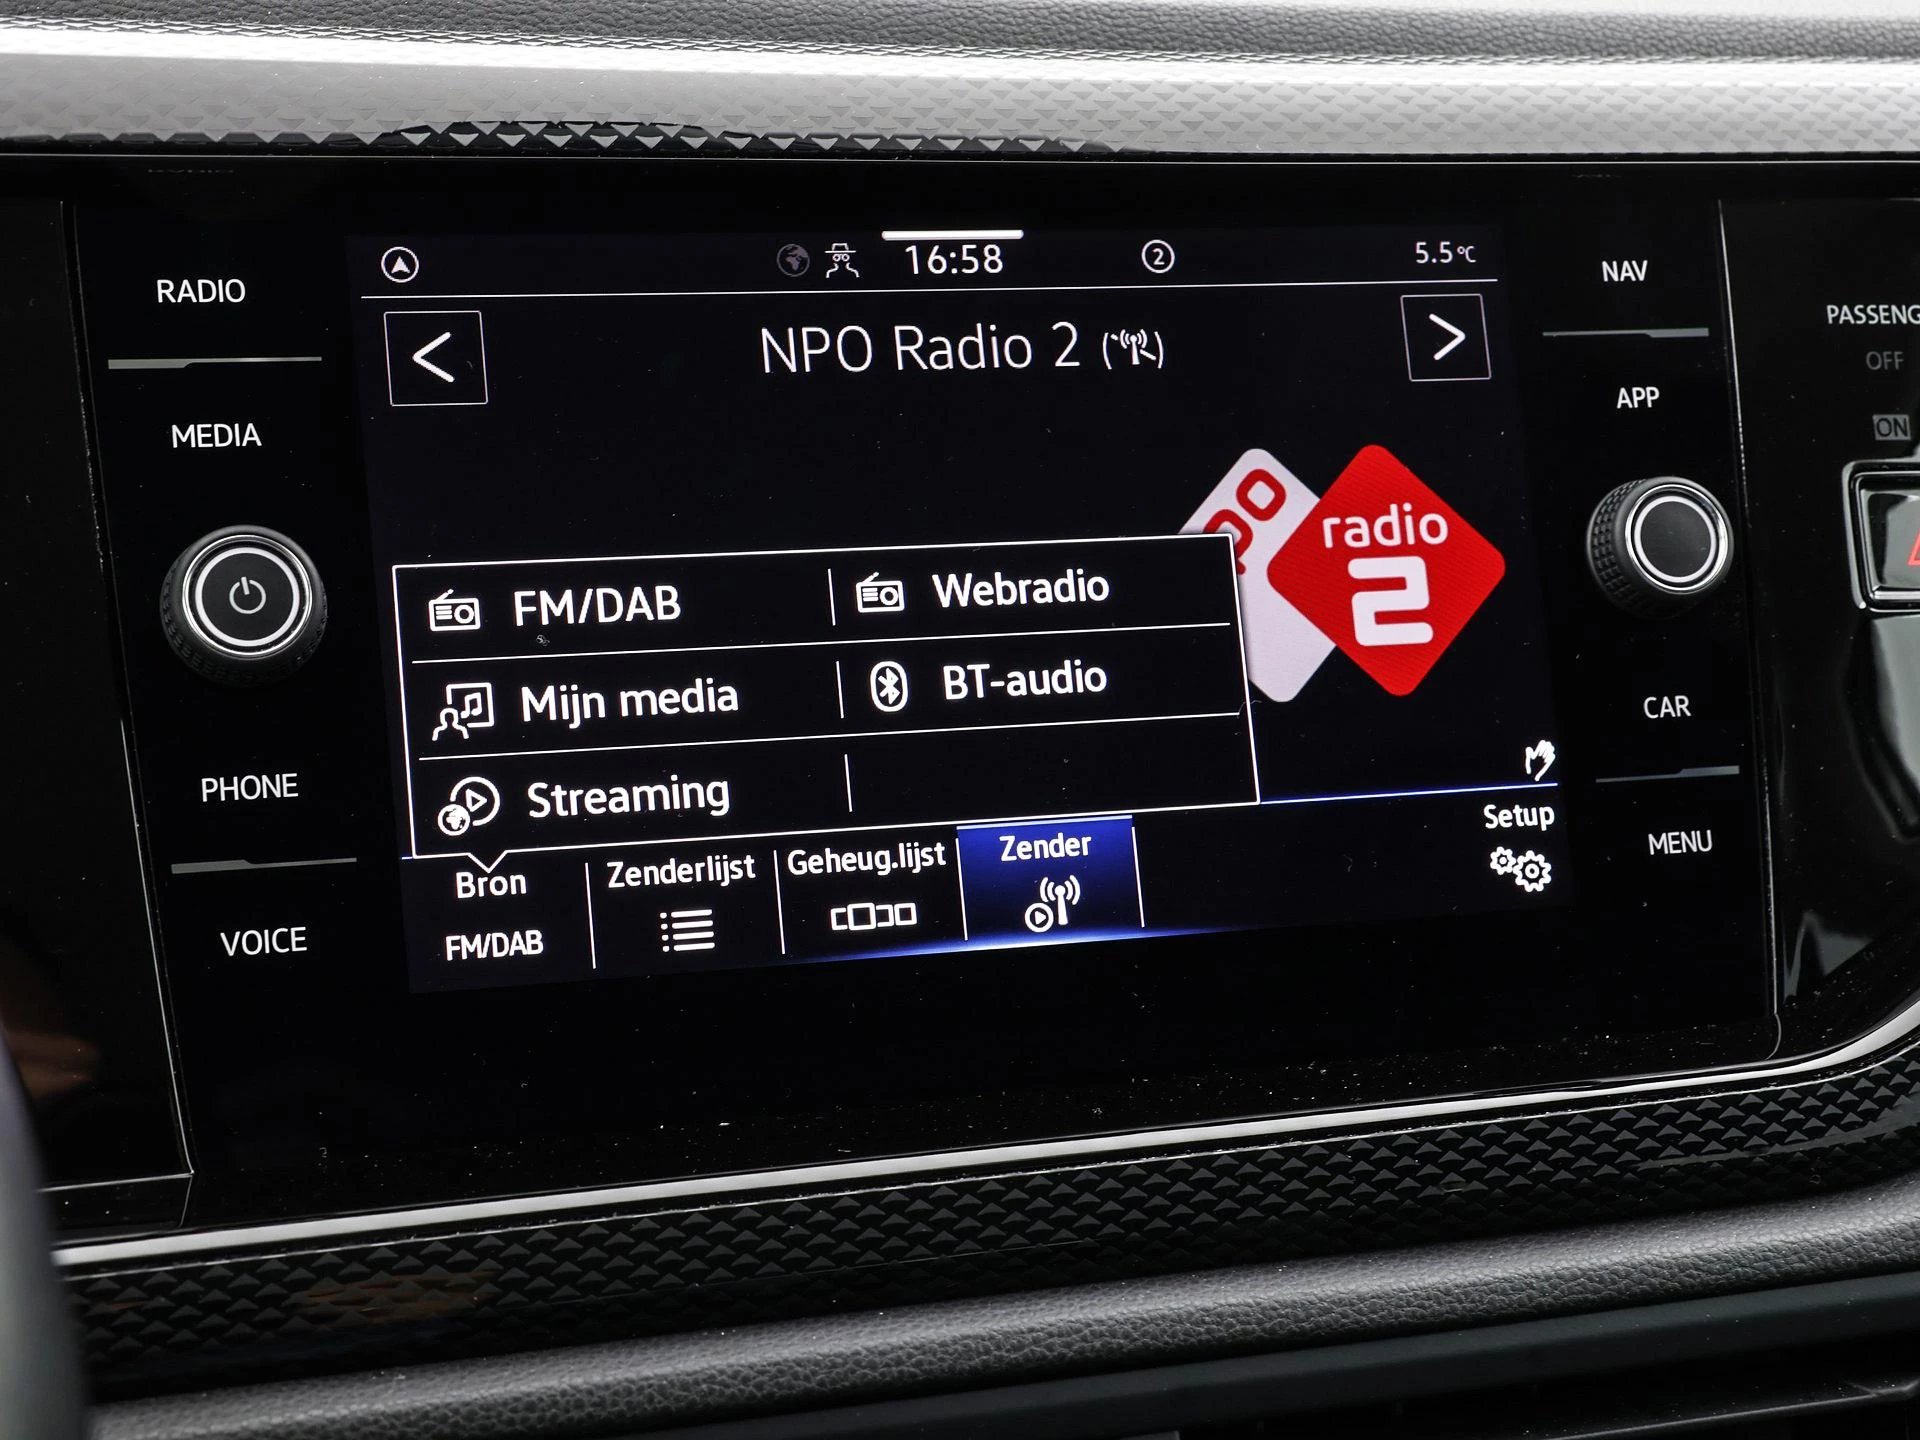 RADIO
MEDIA
PHONE
VOICE
16:58
2
5.5°C
<
NPO Radio 2
>
radio
2
FM/DAB
Webradio
Mijn media
BT-audio
Streaming
Bron
FM/DAB
Zenderlijst
Geheug.lijst
Zender
Setup
NAV
APP
CAR
MENU
PASSENG
OFF
ON